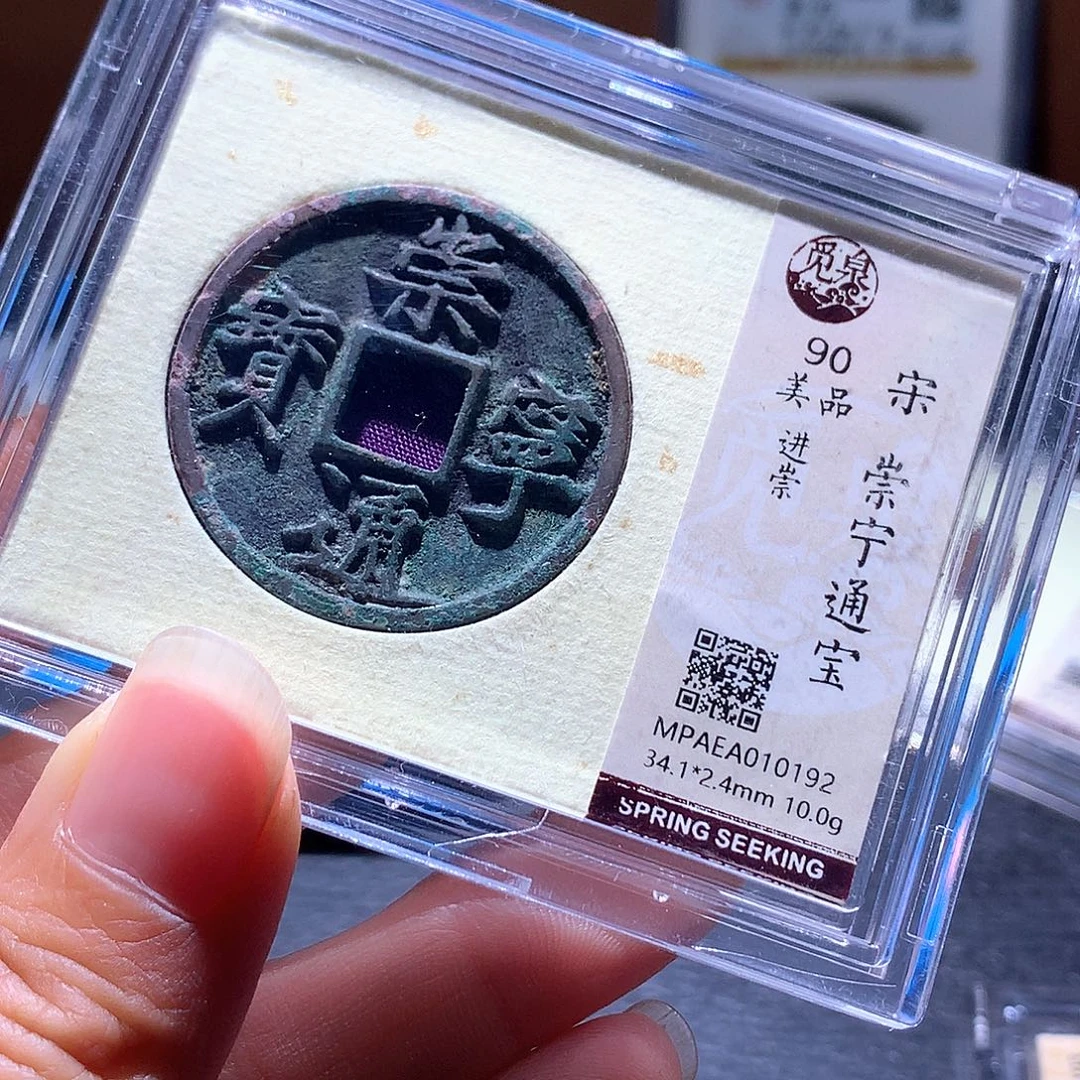 崇寧通寳
觅泉
90
美品
进崇
宋
崇宁通宝
MPAEA010192
34.1*2.4mm 10.0g
SPRING SEEKING